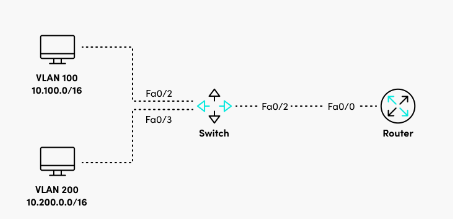 VLAN 100
10.100.0/16
Fa0/2
Fa0/3
Switch
Fa0/2
Fa0/0
Router
VLAN 200
10.200.0.0/16